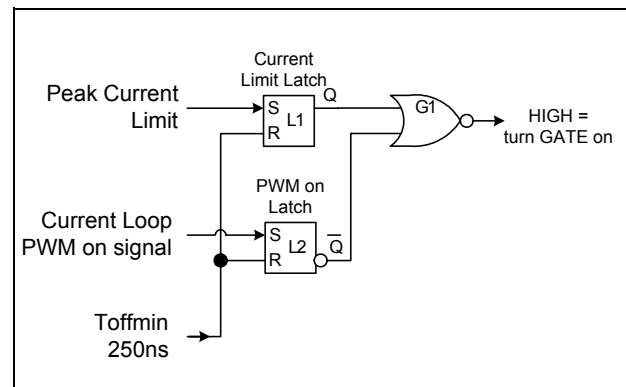 Current
Limit Latch
Peak Current
Limit
S
R
L1
Q
G1
HIGH =
turn GATE on
PWM on
Latch
Current Loop
PWM on signal
S
R
L2
Q̅
Toffmin
250ns